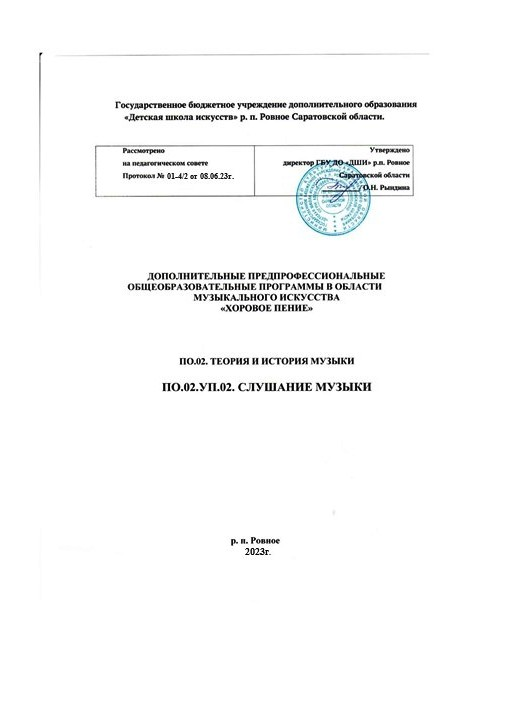 Государственное бюджетное учреждение дополнительного образования
«Детская школа искусств» р. п. Ровное Саратовской области.
Рассмотрено
на педагогическом совете
Протокол № 01-4/2 от 08.06.23г.
Утверждено
директор ГБУ ДО «ДШИ» р.п. Ровное
Саратовской области
О.Н. Рындина
ДОПОЛНИТЕЛЬНЫЕ ПРЕДПРОФЕССИОНАЛЬНЫЕ
ОБЩЕОБРАЗОВАТЕЛЬНЫЕ ПРОГРАММЫ В ОБЛАСТИ
МУЗЫКАЛЬНОГО ИСКУССТВА
«ХОРОВОЕ ПЕНИЕ»
ПО.02. ТЕОРИЯ И ИСТОРИЯ МУЗЫКИ
ПО.02.УП.02. СЛУШАНИЕ МУЗЫКИ
р. п. Ровное
2023г.